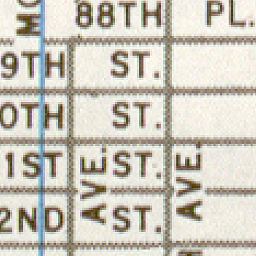 88TH PL.
9TH ST.
0TH ST.
1ST ST.
2ND ST.
AVE.
AVE.